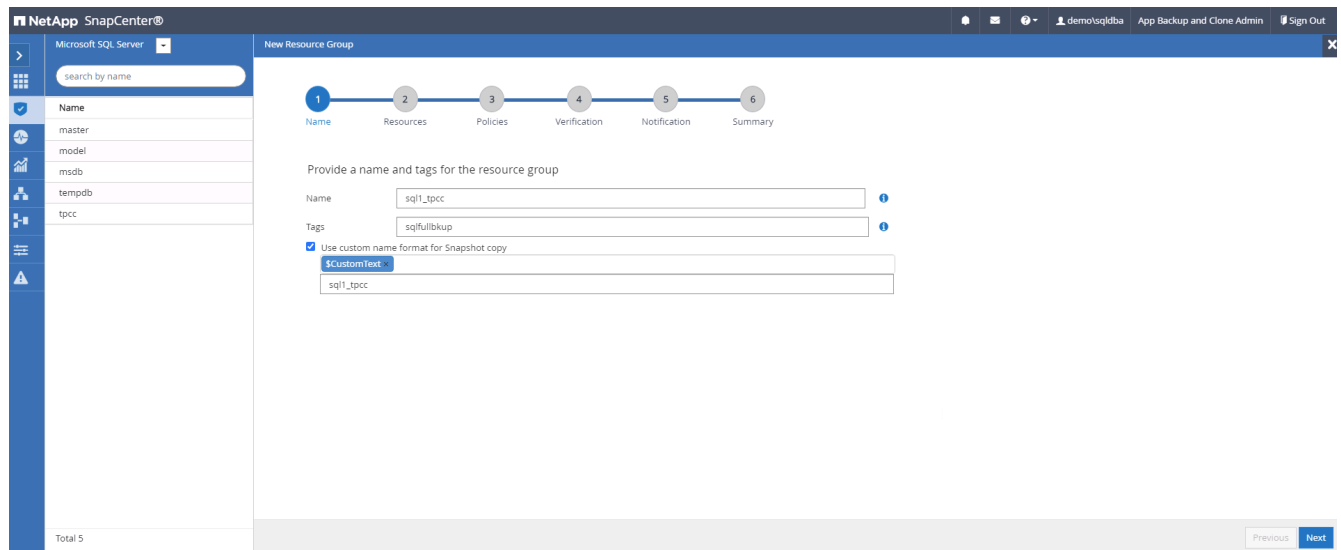 NetApp SnapCenter®
demo\sqldba App Backup and Clone Admin Sign Out
Microsoft SQL Server
New Resource Group
search by name
Name
master
model
msdb
tempdb
tpcc
Total 5
1 2 3 4 5 6
Name Resources Policies Verification Notification Summary
Provide a name and tags for the resource group
Name sql1_tpcc
Tags sqlfullbkup
Use custom name format for Snapshot copy
$CustomText ×
sql1_tpcc
Previous Next